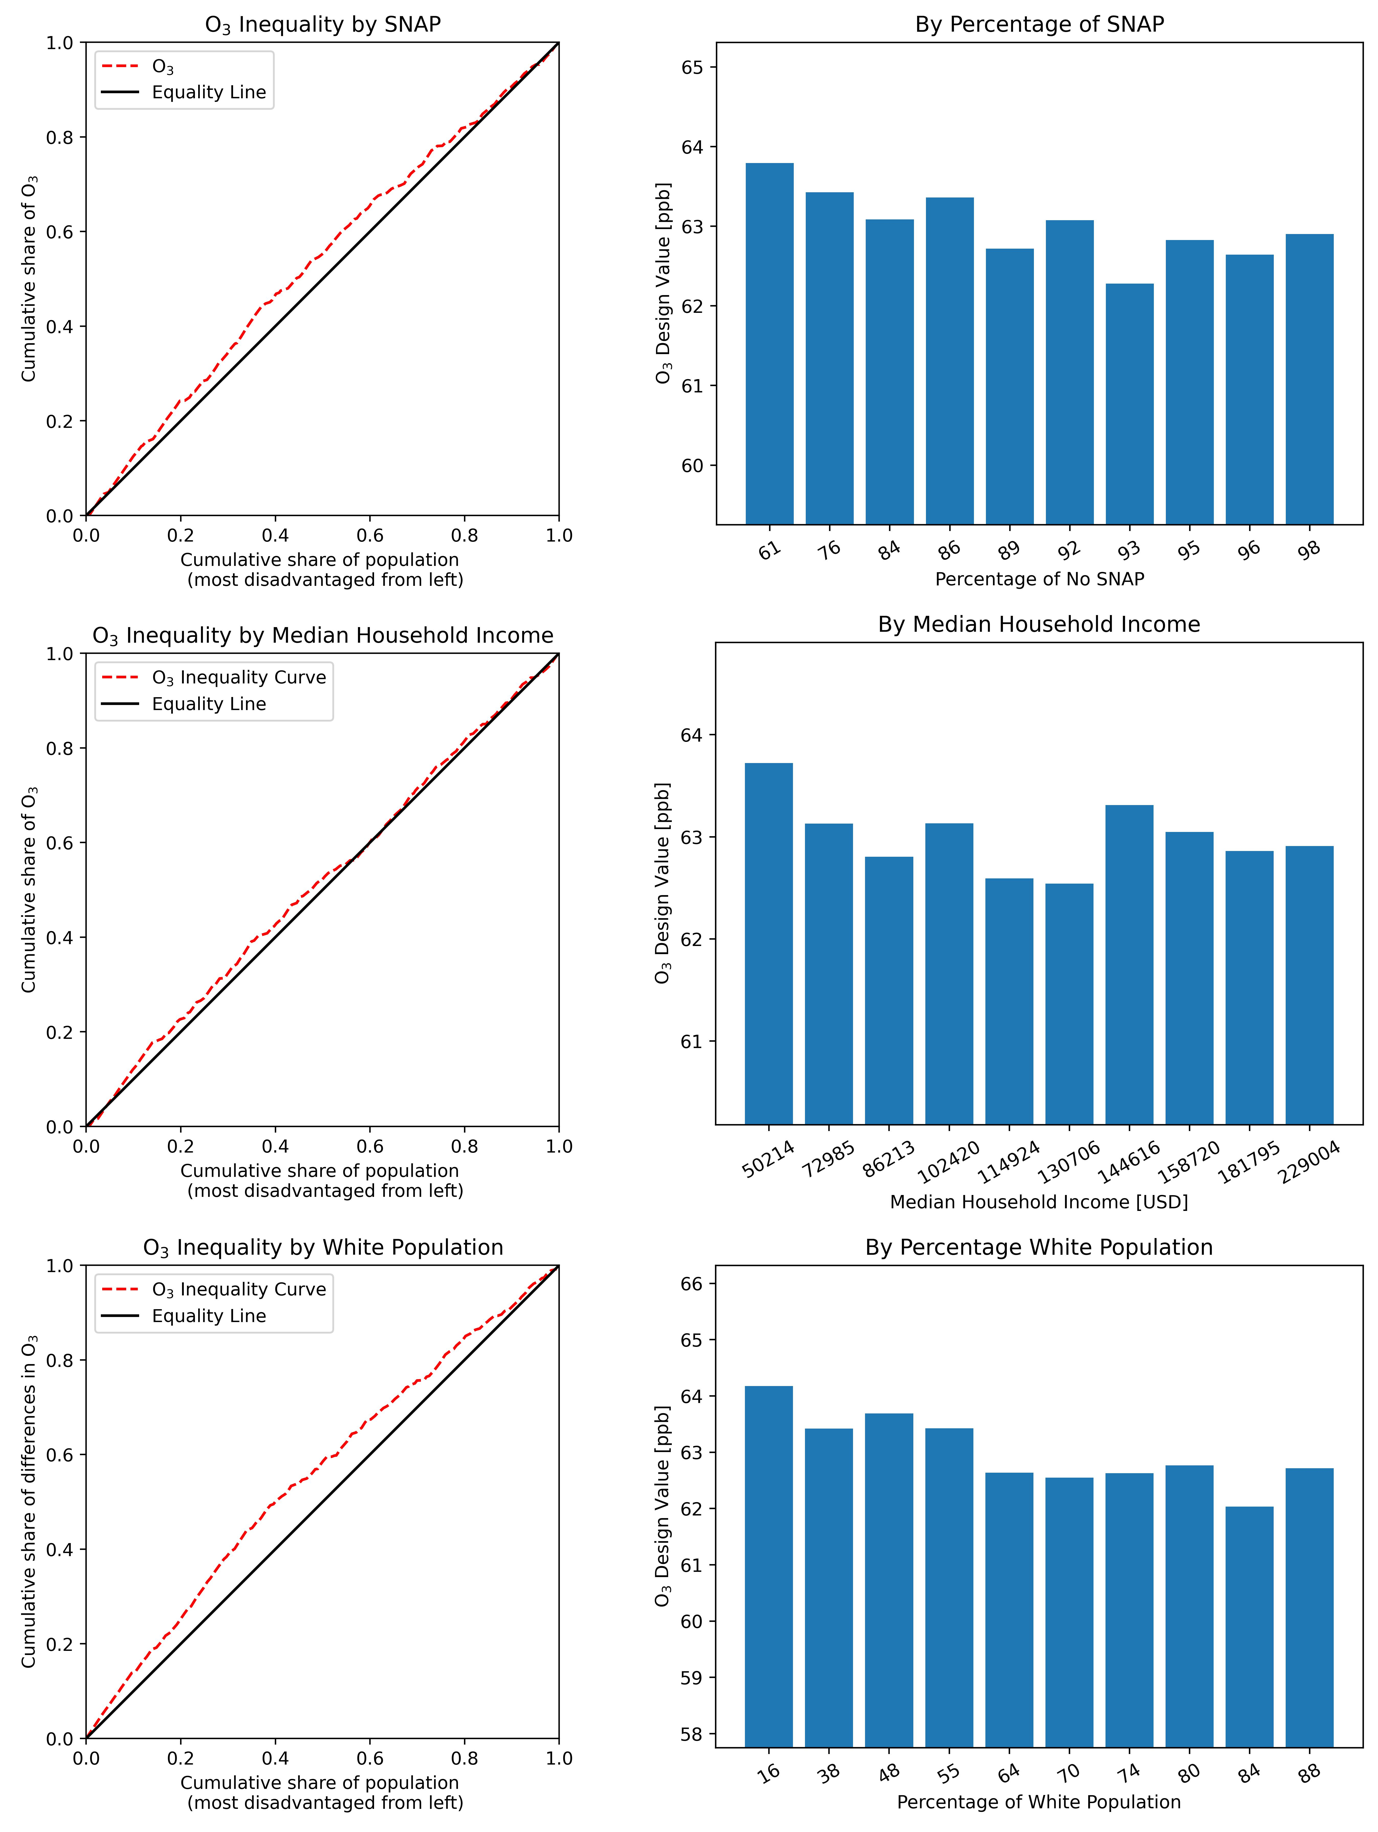 O₃ Inequality by SNAP
1.0
0.8
0.6
0.4
0.2
0.0
Cumulative share of O₃
O₃
Equality Line
0.0 0.2 0.4 0.6 0.8 1.0
Cumulative share of population
(most disadvantaged from left)
By Percentage of SNAP
65
64
63
62
61
60
O₃ Design Value [ppb]
61 76 84 86 89 92 93 95 96 98
Percentage of No SNAP
O₃ Inequality by Median Household Income
1.0
0.8
0.6
0.4
0.2
0.0
Cumulative share of O₃
O₃ Inequality Curve
Equality Line
0.0 0.2 0.4 0.6 0.8 1.0
Cumulative share of population
(most disadvantaged from left)
By Median Household Income
64
63
62
61
O₃ Design Value [ppb]
50214 72985 86213 102420 114924 130706 144616 158720 181795 229004
Median Household Income [USD]
O₃ Inequality by White Population
1.0
0.8
0.6
0.4
0.2
0.0
Cumulative share of differences in O₃
O₃ Inequality Curve
Equality Line
0.0 0.2 0.4 0.6 0.8 1.0
Cumulative share of population
(most disadvantaged from left)
By Percentage White Population
66
65
64
63
62
61
60
59
58
O₃ Design Value [ppb]
16 38 48 55 64 70 74 80 84 88
Percentage of White Population